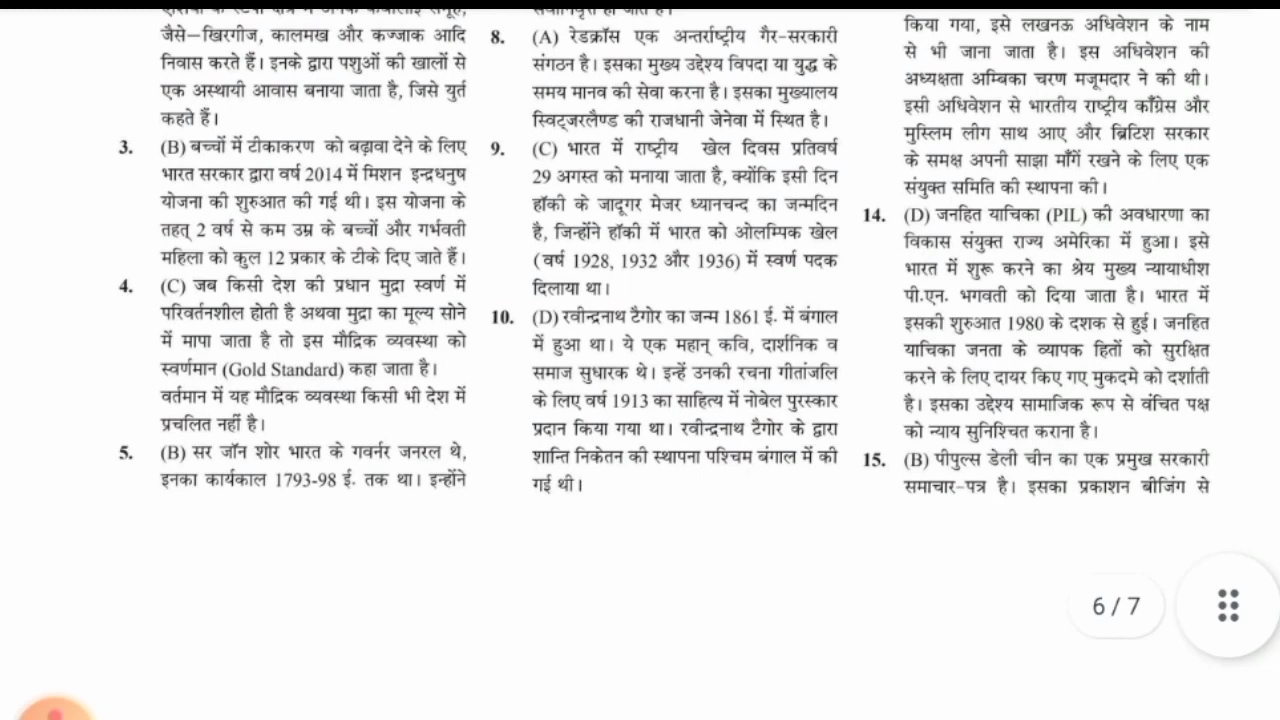 जैसे–खिरगीज, कालमख और कज्जाक आदि
निवास करते हैं। इनके द्वारा पशुओं की खालों से
एक अस्थायी आवास बनाया जाता है, जिसे युर्त
कहते हैं।
3. (B) बच्चों में टीकाकरण को बढ़ावा देने के लिए
भारत सरकार द्वारा वर्ष 2014 में मिशन इन्द्रधनुष
योजना की शुरुआत की गई थी। इस योजना के
तहत् 2 वर्ष से कम उम्र के बच्चों और गर्भवती
महिला को कुल 12 प्रकार के टीके दिए जाते हैं।
4. (C) जब किसी देश की प्रधान मुद्रा स्वर्ण में
परिवर्तनशील होती है अथवा मुद्रा का मूल्य सोने
में मापा जाता है तो इस मौद्रिक व्यवस्था को
स्वर्णमान (Gold Standard) कहा जाता है।
वर्तमान में यह मौद्रिक व्यवस्था किसी भी देश में
प्रचलित नहीं है।
5. (B) सर जॉन शोर भारत के गवर्नर जनरल थे,
इनका कार्यकाल 1793-98 ई. तक था। इन्होंने
8. (A) रेडक्रॉस एक अन्तर्राष्ट्रीय गैर-सरकारी
संगठन है। इसका मुख्य उद्देश्य विपदा या युद्ध के
समय मानव की सेवा करना है। इसका मुख्यालय
स्विट्जरलैण्ड की राजधानी जेनेवा में स्थित है।
9. (C) भारत में राष्ट्रीय खेल दिवस प्रतिवर्ष
29 अगस्त को मनाया जाता है, क्योंकि इसी दिन
हॉकी के जादूगर मेजर ध्यानचन्द का जन्मदिन
है, जिन्होंने हॉकी में भारत को ओलम्पिक खेल
(वर्ष 1928, 1932 और 1936) में स्वर्ण पदक
दिलाया था।
10. (D) रवीन्द्रनाथ टैगोर का जन्म 1861 ई. में बंगाल
में हुआ था। ये एक महान् कवि, दार्शनिक व
समाज सुधारक थे। इन्हें उनकी रचना गीतांजलि
के लिए वर्ष 1913 का साहित्य में नोबेल पुरस्कार
प्रदान किया गया था। रवीन्द्रनाथ टैगोर के द्वारा
शान्ति निकेतन की स्थापना पश्चिम बंगाल में की
गई थी।
किया गया, इसे लखनऊ अधिवेशन के नाम
से भी जाना जाता है। इस अधिवेशन की
अध्यक्षता अम्बिका चरण मजूमदार ने की थी।
इसी अधिवेशन से भारतीय राष्ट्रीय काँग्रेस और
मुस्लिम लीग साथ आए और ब्रिटिश सरकार
के समक्ष अपनी साझा माँगें रखने के लिए एक
संयुक्त समिति की स्थापना की।
14. (D) जनहित याचिका (PIL) की अवधारणा का
विकास संयुक्त राज्य अमेरिका में हुआ। इसे
भारत में शुरू करने का श्रेय मुख्य न्यायाधीश
पी.एन. भगवती को दिया जाता है। भारत में
इसकी शुरुआत 1980 के दशक से हुई। जनहित
याचिका जनता के व्यापक हितों को सुरक्षित
करने के लिए दायर किए गए मुकदमे को दर्शाती
है। इसका उद्देश्य सामाजिक रूप से वंचित पक्ष
को न्याय सुनिश्चित कराना है।
15. (B) पीपुल्स डेली चीन का एक प्रमुख सरकारी
समाचार-पत्र है। इसका प्रकाशन बीजिंग से
6 / 7